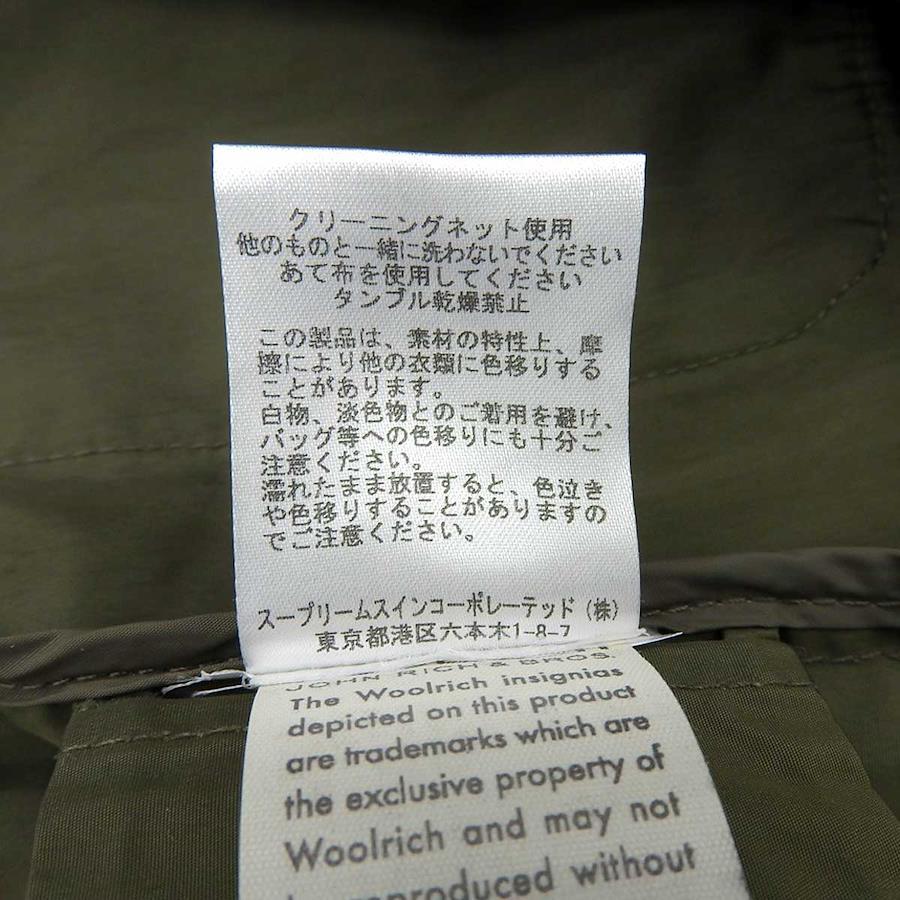 クリーニングネット使用
他のものと一緒に洗わないでください
あて布を使用してください
タンブル乾燥禁止
この製品は、素材の特性上、摩
擦により他の衣類に色移りする
ことがあります。
白物、淡色物とのご着用を避け、
バッグ等への色移りにも十分ご
注意ください。
濡れたまま放置すると、色泣き
や色移りすることがありますの
でご注意ください。
スープリームスインコーポレーテッド（株）
東京都港区六本木1-8-7
JOHN RICH & BROS.
The Woolrich insignias
depicted on this product
are trademarks which are
the exclusive property of
Woolrich and may not
reproduced without